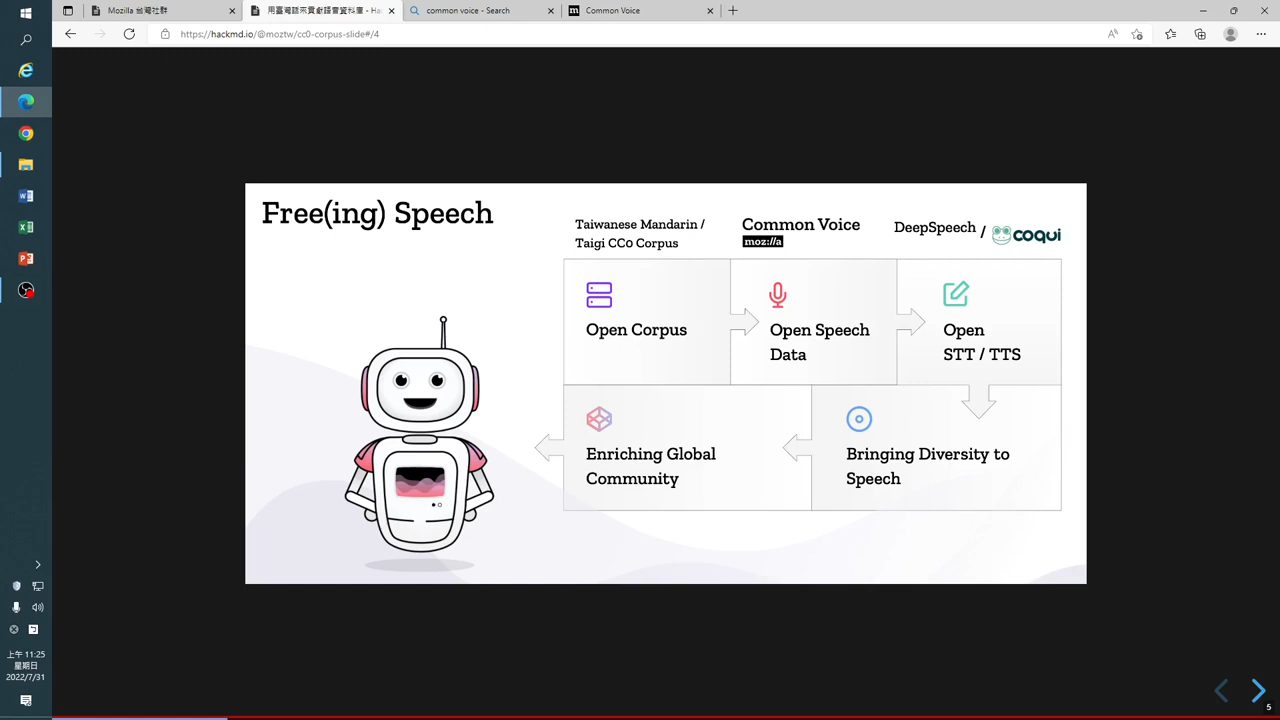 Mozilla 台灣社群
用臺灣話來貢獻語音資料庫 - Ha
common voice - Search
Common Voice
https://hackmd.io/@moztw/cc0-corpus-slide#/4
Free(ing) Speech
Taiwanese Mandarin /
Taigi CC0 Corpus
Common Voice
moz://a
DeepSpeech / coqui
Open Corpus
Open Speech
Data
Open
STT / TTS
Enriching Global
Community
Bringing Diversity to
Speech
上午 11:25
星期日
2022/7/31
5